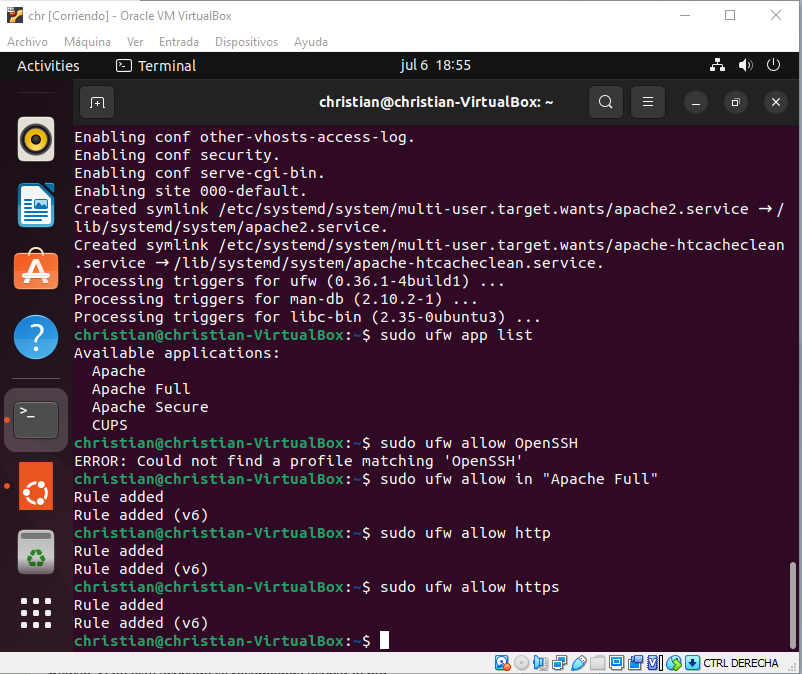 chr [Corriendo] - Oracle VM VirtualBox
Archivo Máquina Ver Entrada Dispositivos Ayuda
Activities Terminal jul 6 18:55
christian@christian-VirtualBox: ~
Enabling conf other-vhosts-access-log.
Enabling conf security.
Enabling conf serve-cgi-bin.
Enabling site 000-default.
Created symlink /etc/systemd/system/multi-user.target.wants/apache2.service → /
lib/systemd/system/apache2.service.
Created symlink /etc/systemd/system/multi-user.target.wants/apache-htcacheclean
.service → /lib/systemd/system/apache-htcacheclean.service.
Processing triggers for ufw (0.36.1-4build1) ...
Processing triggers for man-db (2.10.2-1) ...
Processing triggers for libc-bin (2.35-0ubuntu3) ...
christian@christian-VirtualBox:~$ sudo ufw app list
Available applications:
  Apache
  Apache Full
  Apache Secure
  CUPS
christian@christian-VirtualBox:~$ sudo ufw allow OpenSSH
ERROR: Could not find a profile matching 'OpenSSH'
christian@christian-VirtualBox:~$ sudo ufw allow in "Apache Full"
Rule added
Rule added (v6)
christian@christian-VirtualBox:~$ sudo ufw allow http
Rule added
Rule added (v6)
christian@christian-VirtualBox:~$ sudo ufw allow https
Rule added
Rule added (v6)
christian@christian-VirtualBox:~$
CTRL DERECHA